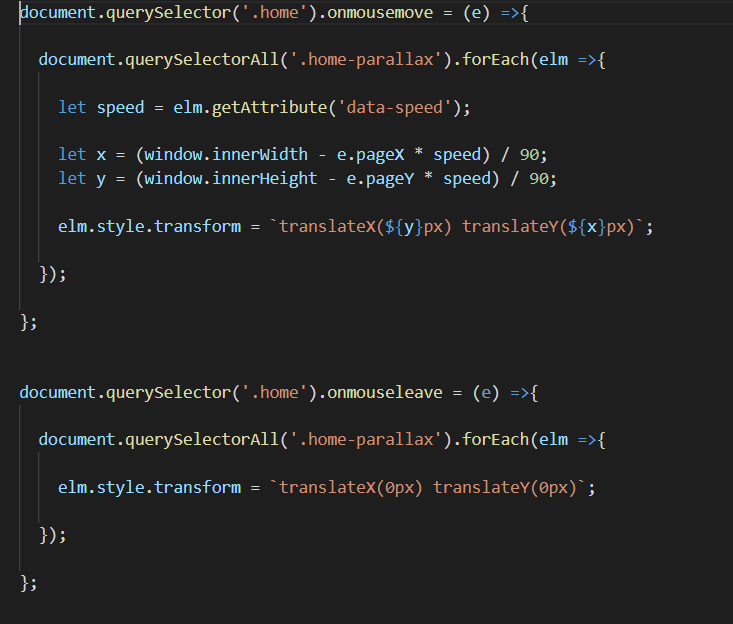 document.querySelector('.home').onmousemove = (e) =>{
document.querySelectorAll('.home-parallax').forEach(elm =>{
let speed = elm.getAttribute('data-speed');
let x = (window.innerWidth - e.pageX * speed) / 90;
let y = (window.innerHeight - e.pageY * speed) / 90;
elm.style.transform = `translateX(${y}px) translateY(${x}px)`;
});
};
document.querySelector('.home').onmouseleave = (e) =>{
document.querySelectorAll('.home-parallax').forEach(elm =>{
elm.style.transform = `translateX(0px) translateY(0px)`;
});
};